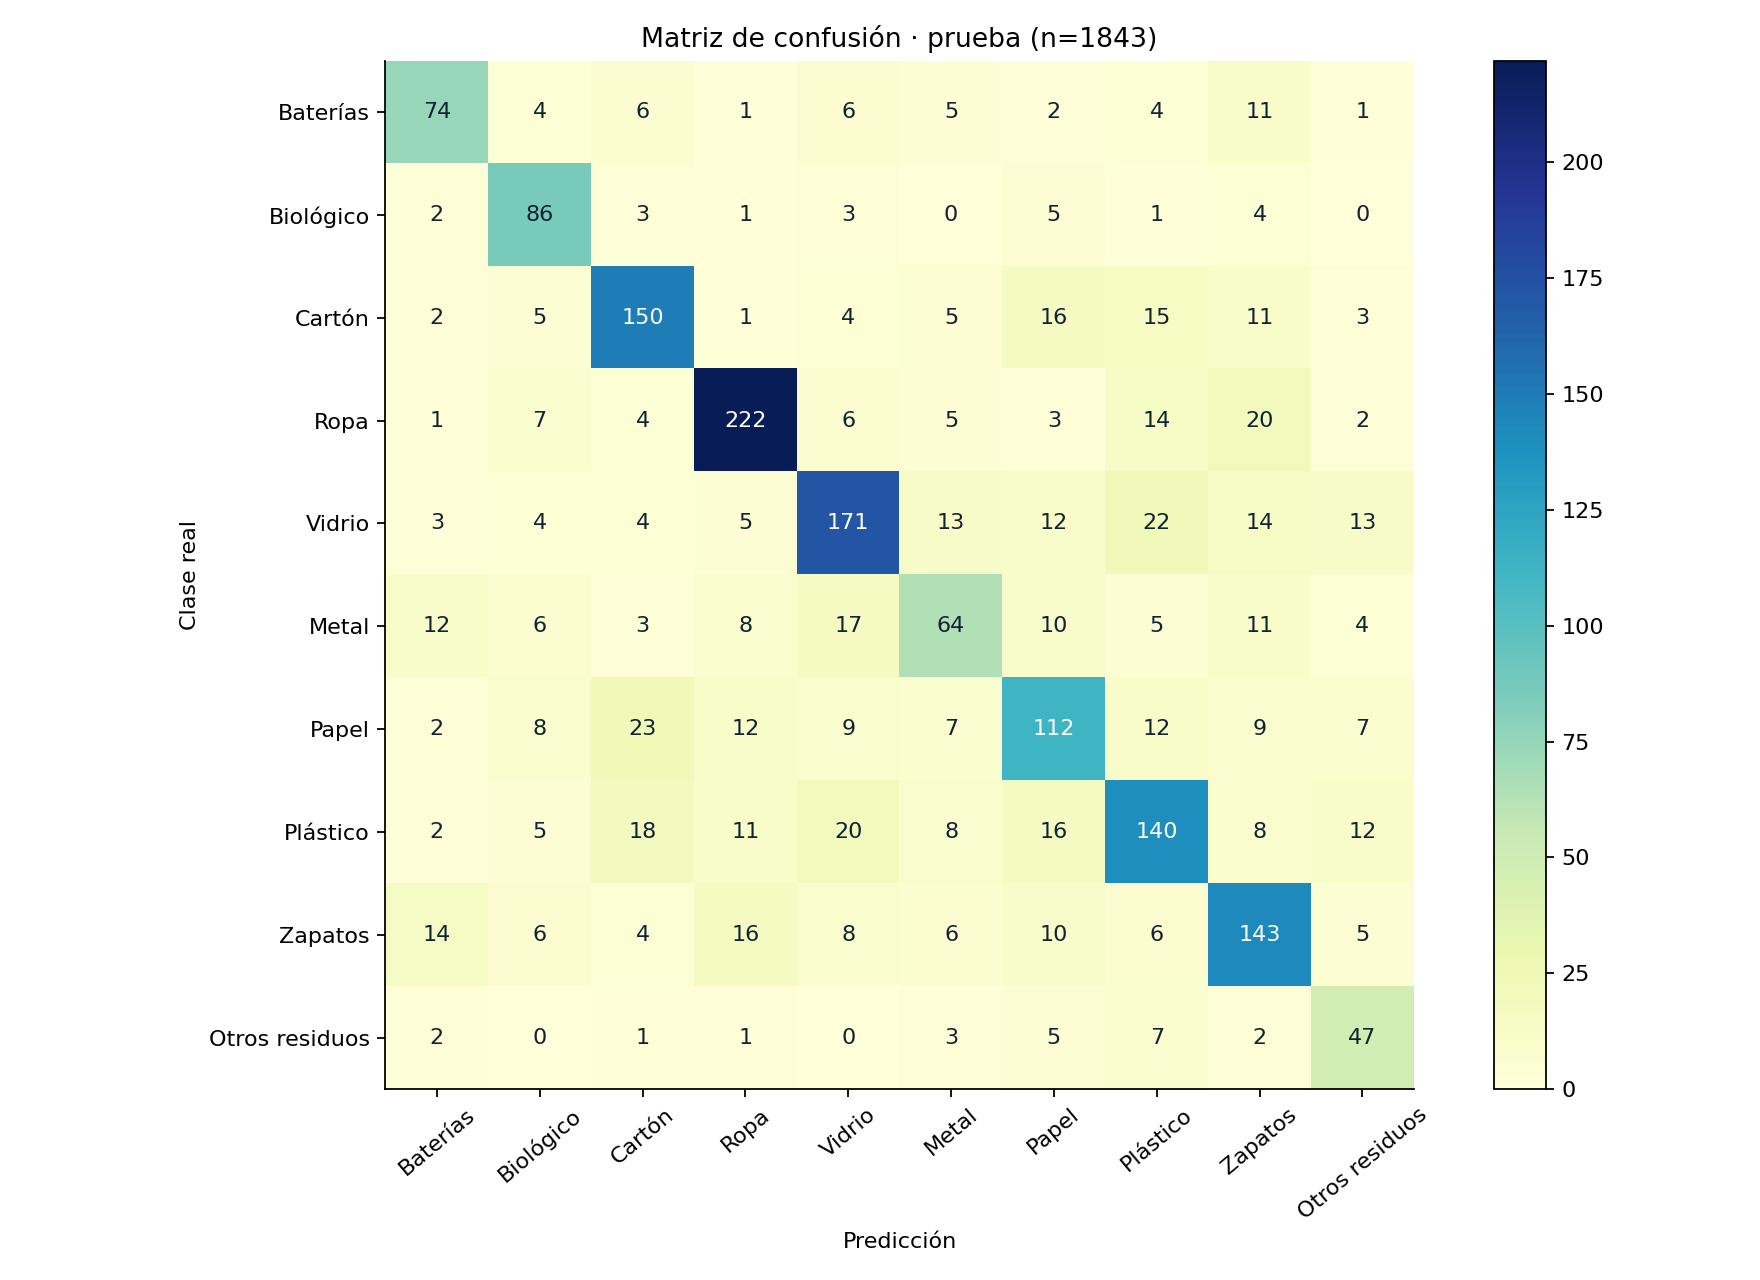 Matriz de confusión · prueba (n=1843)
Baterías 74 4 6 1 6 5 2 4 11 1
Biológico 2 86 3 1 3 0 5 1 4 0
Cartón 2 5 150 1 4 5 16 15 11 3
Ropa 1 7 4 222 6 5 3 14 20 2
Vidrio 3 4 4 5 171 13 12 22 14 13
Metal 12 6 3 8 17 64 10 5 11 4
Papel 2 8 23 12 9 7 112 12 9 7
Plástico 2 5 18 11 20 8 16 140 8 12
Zapatos 14 6 4 16 8 6 10 6 143 5
Otros residuos 2 0 1 1 0 3 5 7 2 47
Baterías Biológico Cartón Ropa Vidrio Metal Papel Plástico Zapatos Otros residuos
Predicción
Clase real
200
175
150
125
100
75
50
25
0